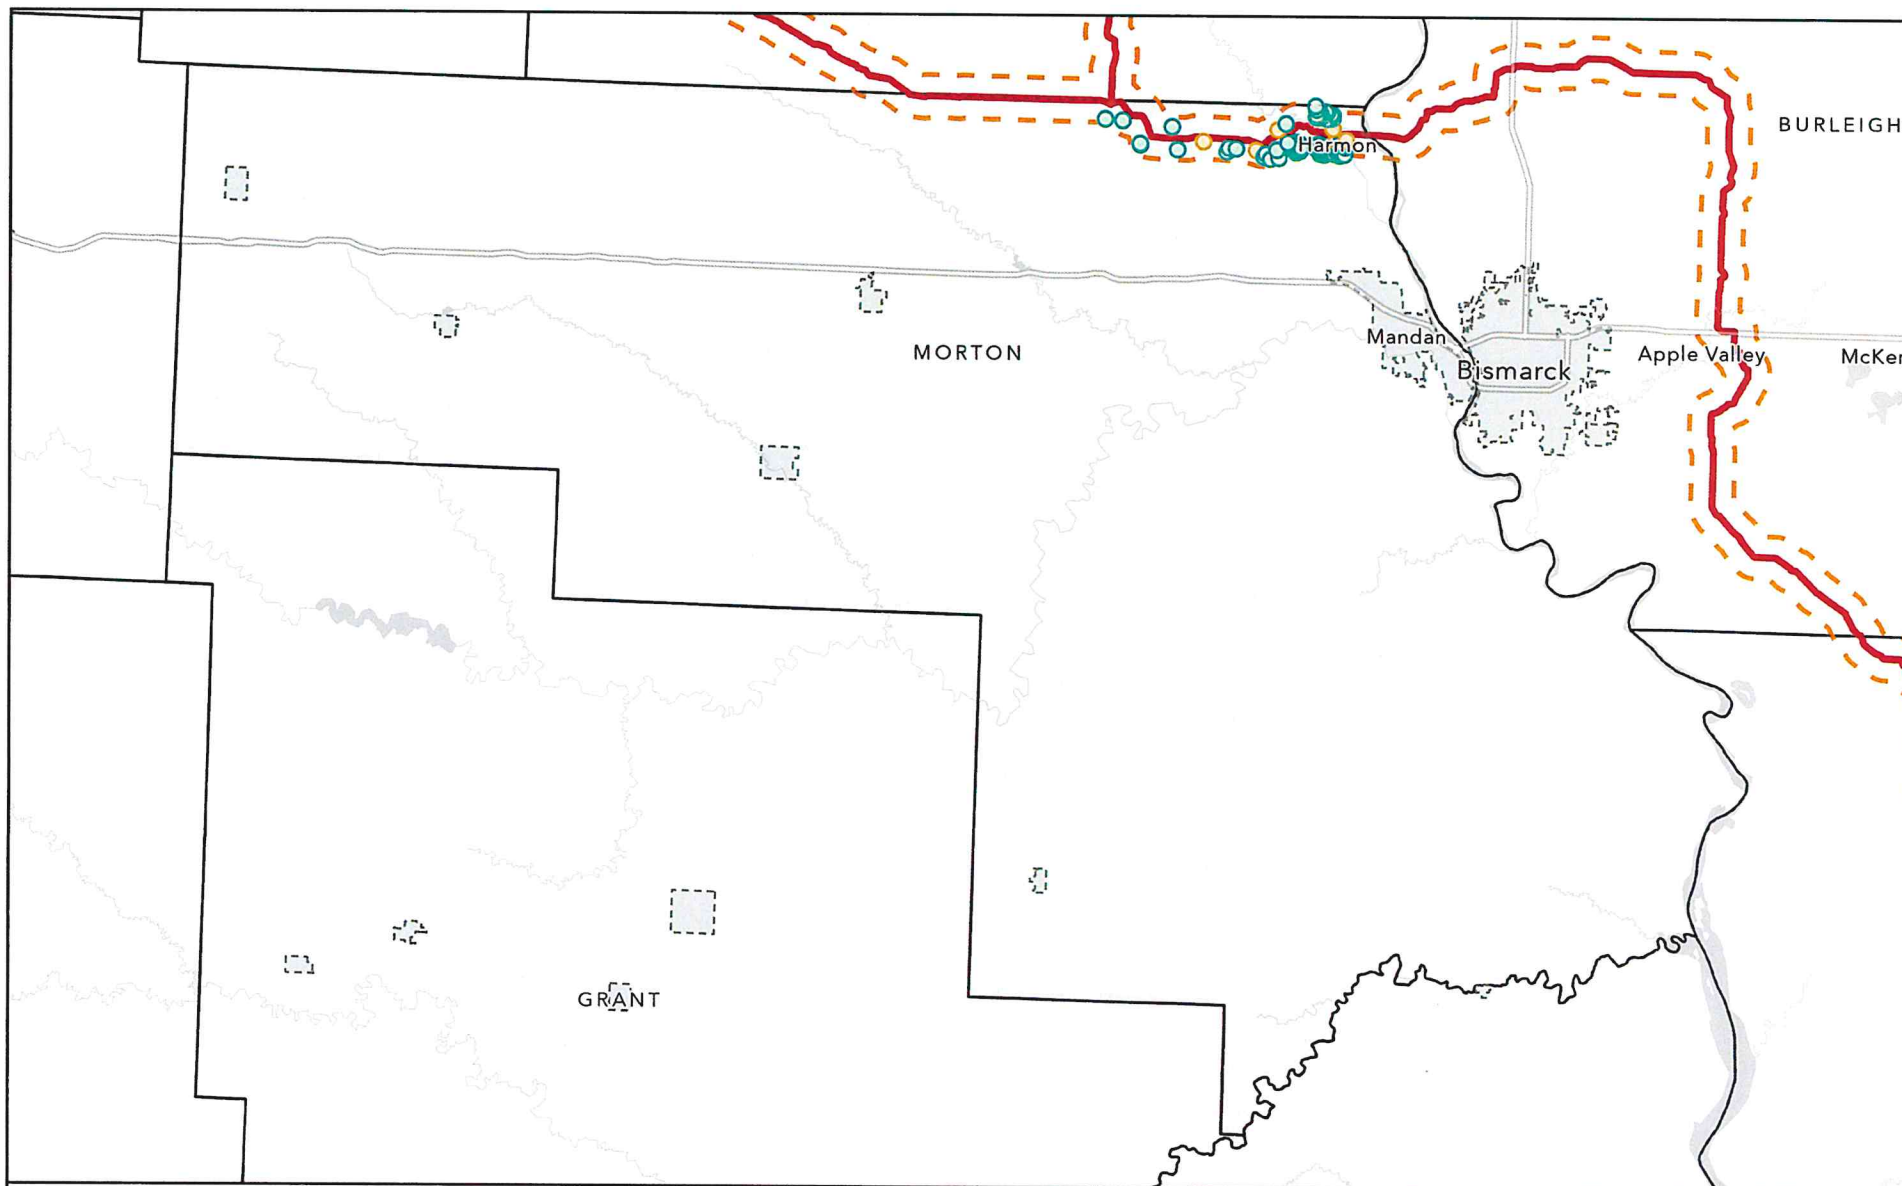 BURLEIGH
Harmon
MORTON
Mandan
Bismarck
Apple Valley
McKen
GRANT